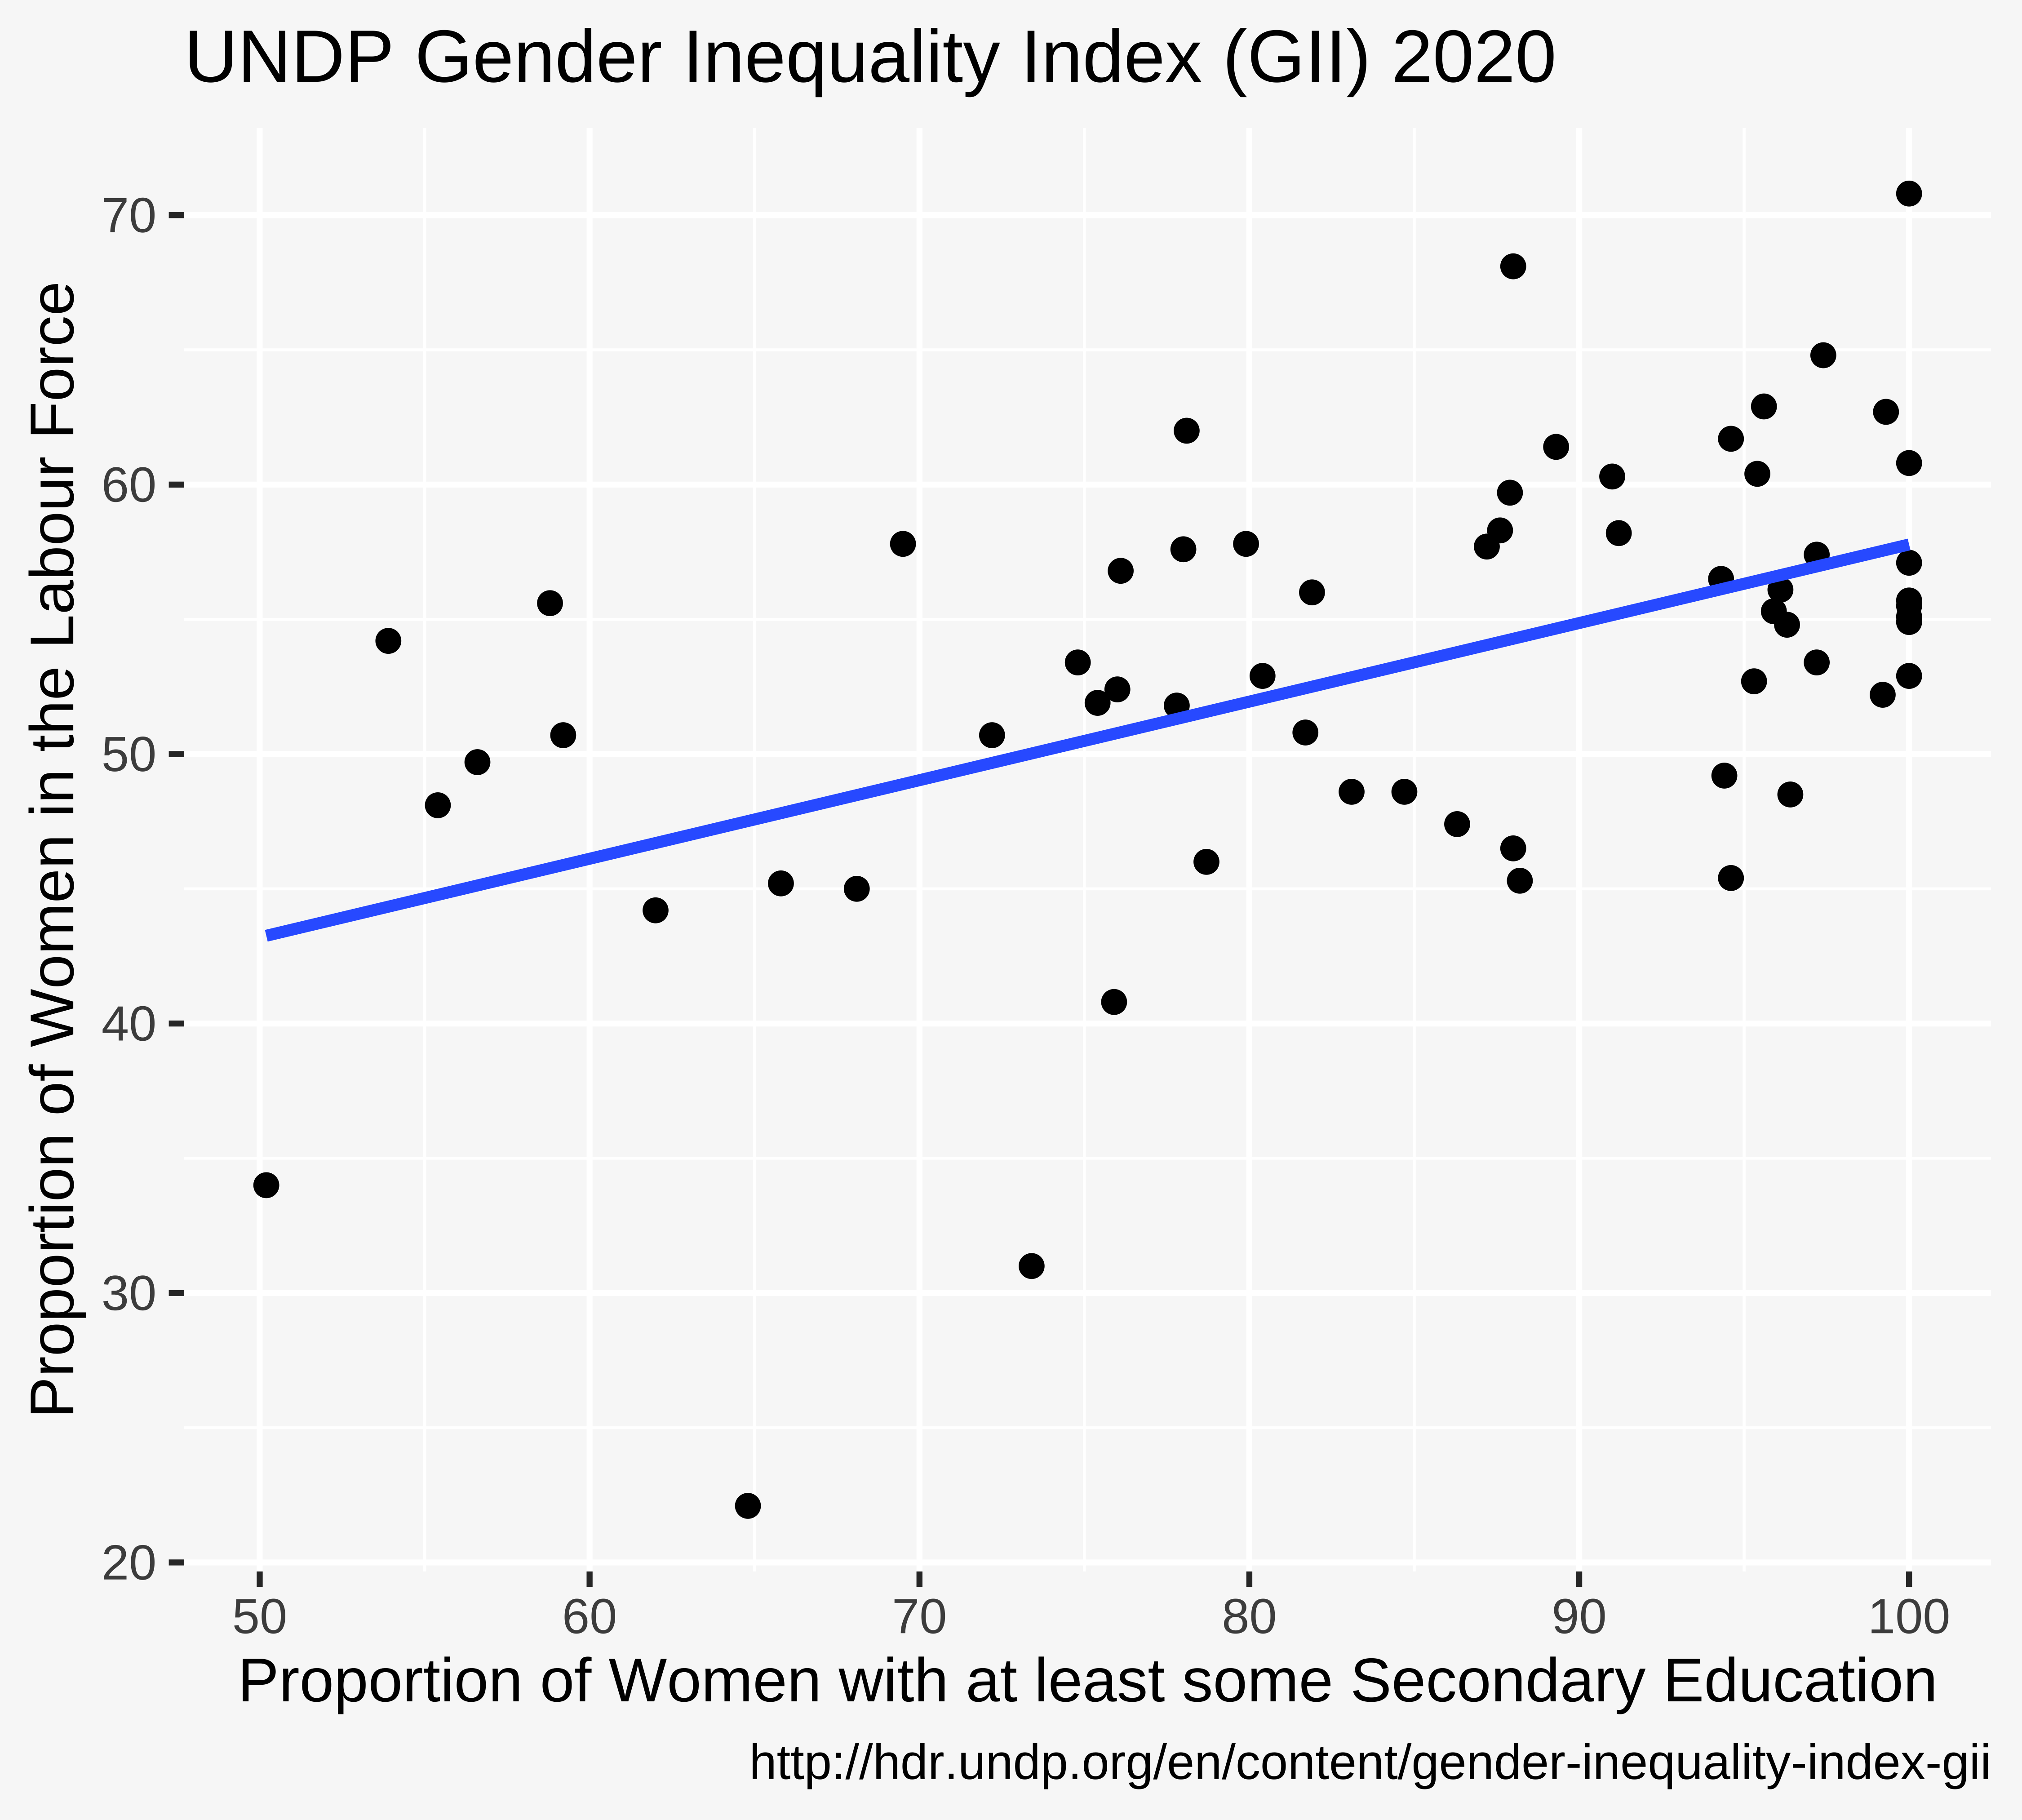 UNDP Gender Inequality Index (GII) 2020
Proportion of Women in the Labour Force
70
60
50
40
30
20
50 60 70 80 90 100
Proportion of Women with at least some Secondary Education
http://hdr.undp.org/en/content/gender-inequality-index-gii